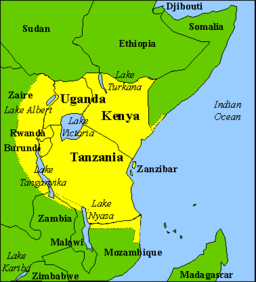 Djibouti
Sudan
Somalia
Ethiopia
Lake
Turkana
Zaire
Uganda
Lake Albert
Kenya
Indian
Ocean
Lake
Victoria
Rwanda
Burunde
Tanzania
Lake
Tanganyika
Zanzibar
Lake
Nyasa
Zambia
Malawi
Mozambique
Lake
Kariba
Zimbabwe
Madagascar